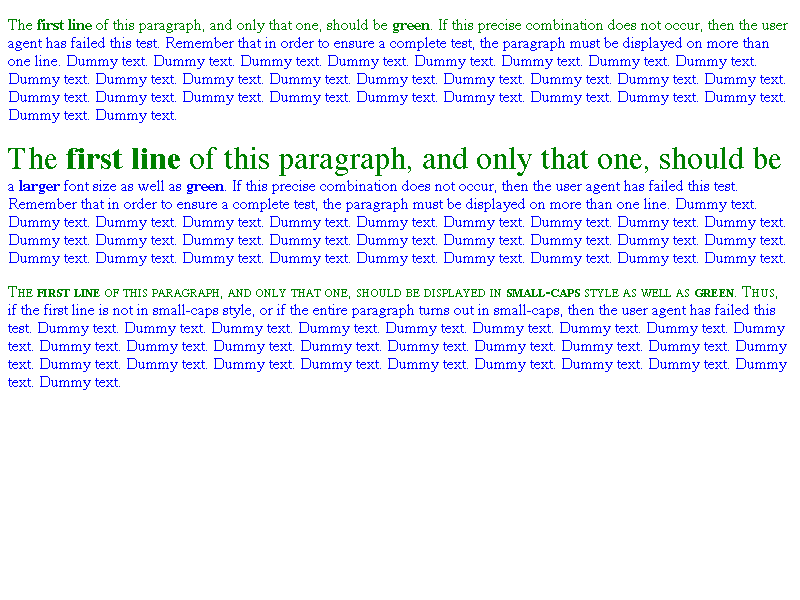 The first line of this paragraph, and only that one, should be green. If this precise combination does not occur, then the user
agent has failed this test. Remember that in order to ensure a complete test, the paragraph must be displayed on more than
one line. Dummy text. Dummy text. Dummy text. Dummy text. Dummy text. Dummy text. Dummy text. Dummy text.
Dummy text. Dummy text. Dummy text. Dummy text. Dummy text. Dummy text. Dummy text. Dummy text. Dummy text.
Dummy text. Dummy text. Dummy text. Dummy text. Dummy text. Dummy text. Dummy text. Dummy text. Dummy text.
Dummy text. Dummy text.
The first line of this paragraph, and only that one, should be
a larger font size as well as green. If this precise combination does not occur, then the user agent has failed this test.
Remember that in order to ensure a complete test, the paragraph must be displayed on more than one line. Dummy text.
Dummy text. Dummy text. Dummy text. Dummy text. Dummy text. Dummy text. Dummy text. Dummy text. Dummy text.
Dummy text. Dummy text. Dummy text. Dummy text. Dummy text. Dummy text. Dummy text. Dummy text. Dummy text.
Dummy text. Dummy text. Dummy text. Dummy text. Dummy text. Dummy text. Dummy text. Dummy text. Dummy text.
The first line of this paragraph, and only that one, should be displayed in small-caps style as well as green. Thus,
if the first line is not in small-caps style, or if the entire paragraph turns out in small-caps, then the user agent has failed this
test. Dummy text. Dummy text. Dummy text. Dummy text. Dummy text. Dummy text. Dummy text. Dummy text. Dummy
text. Dummy text. Dummy text. Dummy text. Dummy text. Dummy text. Dummy text. Dummy text. Dummy text. Dummy
text. Dummy text. Dummy text. Dummy text. Dummy text. Dummy text. Dummy text. Dummy text. Dummy text. Dummy
text. Dummy text.